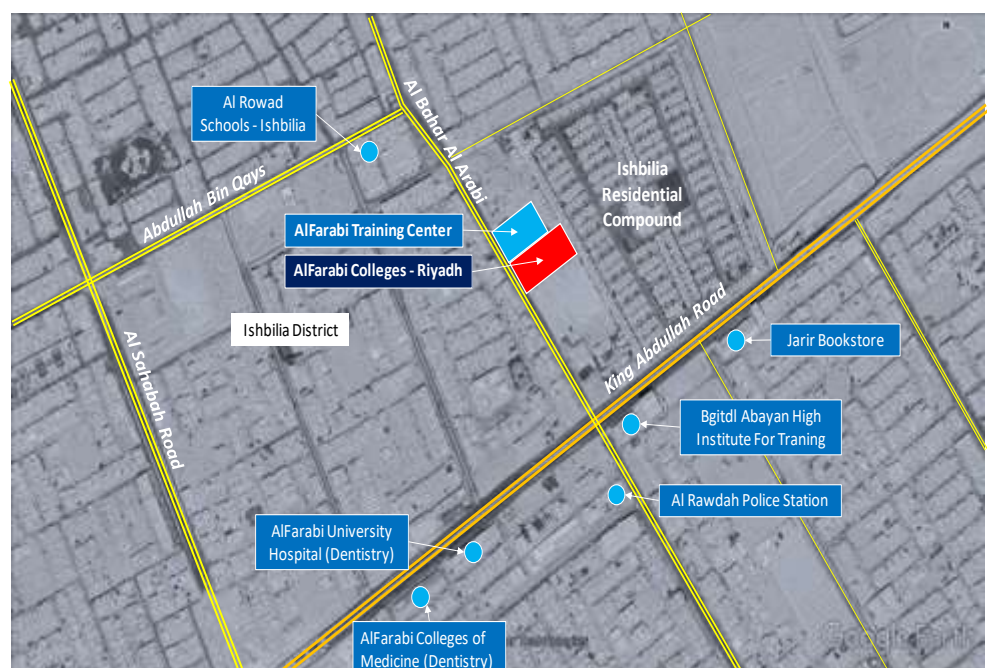 N
Al Rowad
Schools - Ishbilia
Al Bahar Al Arabi
Abdullah Bin Qays
Ishbilia
Residential
Compound
AlFarabi Training Center
AlFarabi Colleges - Riyadh
Ishbilia District
Al Sahabah Road
King Abdullah Road
Jarir Bookstore
Bgitdl Abayan High
Institute For Traning
Al Rawdah Police Station
AlFarabi University
Hospital (Dentistry)
AlFarabi Colleges of
Medicine (Dentistry)
Google Earth